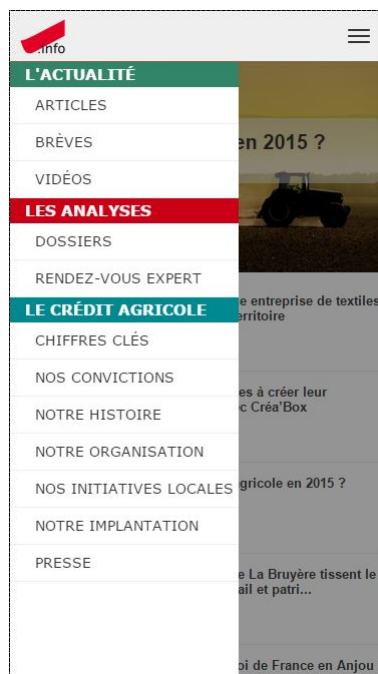 .info
L'ACTUALITÉ
ARTICLES
BRÈVES
en 2015 ?
VIDÉOS
LES ANALYSES
DOSSIERS
RENDEZ-VOUS EXPERT
e entreprise de textiles
erritoire
LE CRÉDIT AGRICOLE
CHIFFRES CLÉS
NOS CONVICTIONS
es à créer leur
c Créa'Box
NOTRE HISTOIRE
NOTRE ORGANISATION
NOS INITIATIVES LOCALES
gricole en 2015 ?
NOTRE IMPLANTATION
PRESSE
e La Bruyère tissent le
ail et patri...
oi de France en Anjou